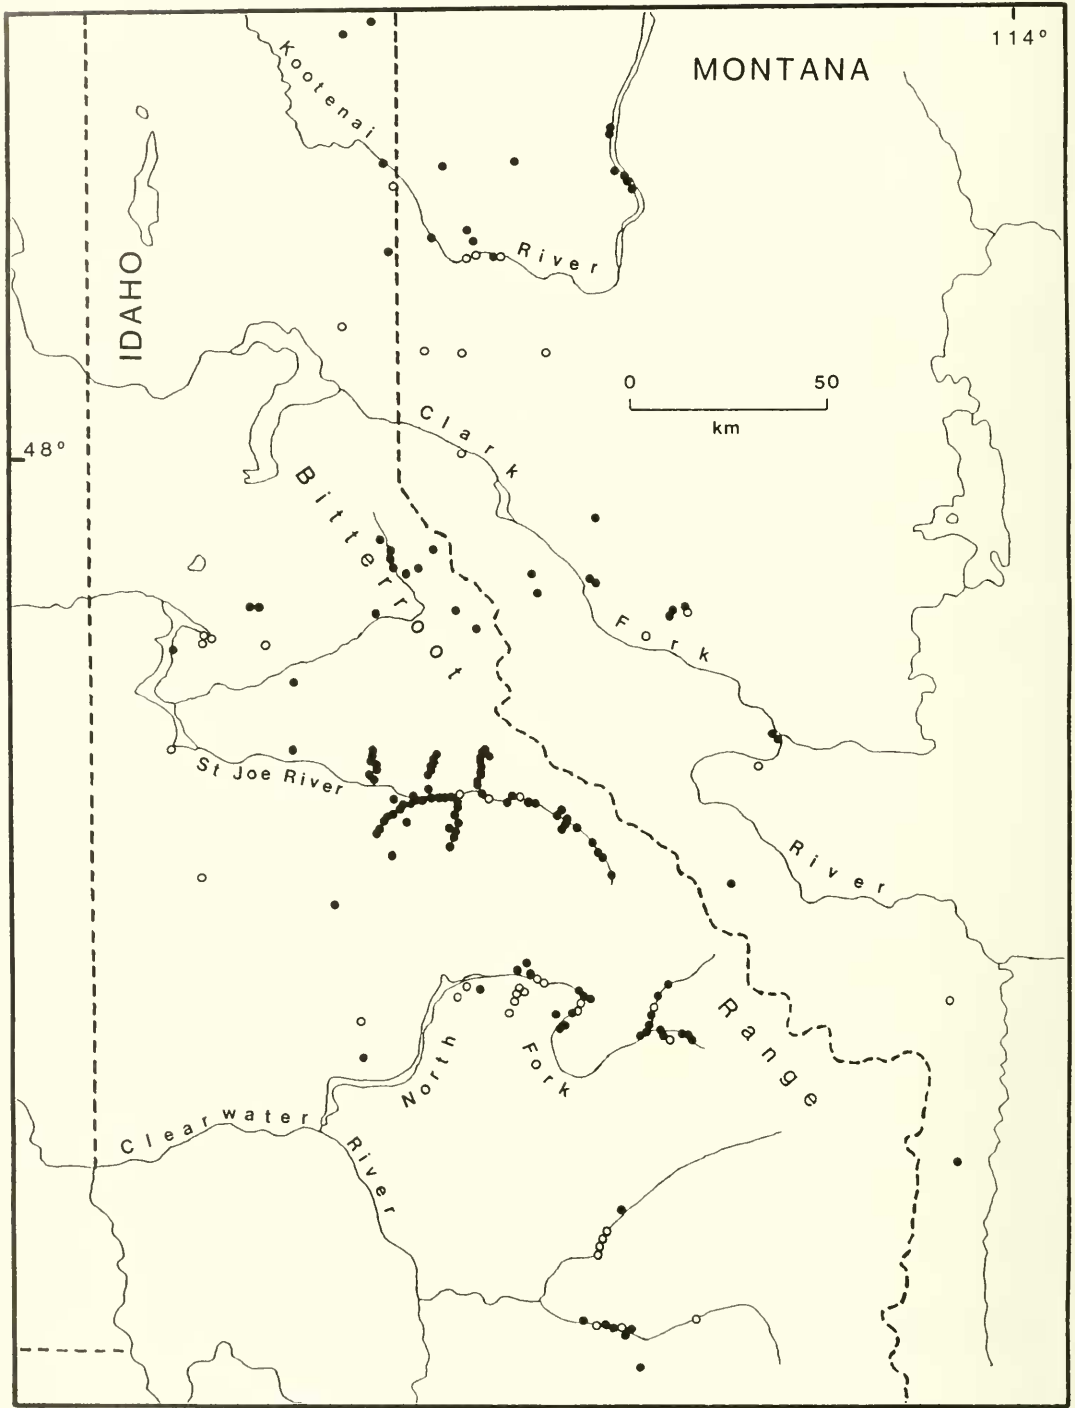 114°
MONTANA
Kootenai
River
IDAHO
0 50
km
Clark
48°
Bitterroot
Fork
St Joe River
River
Range
North
Fork
Clearwater
River